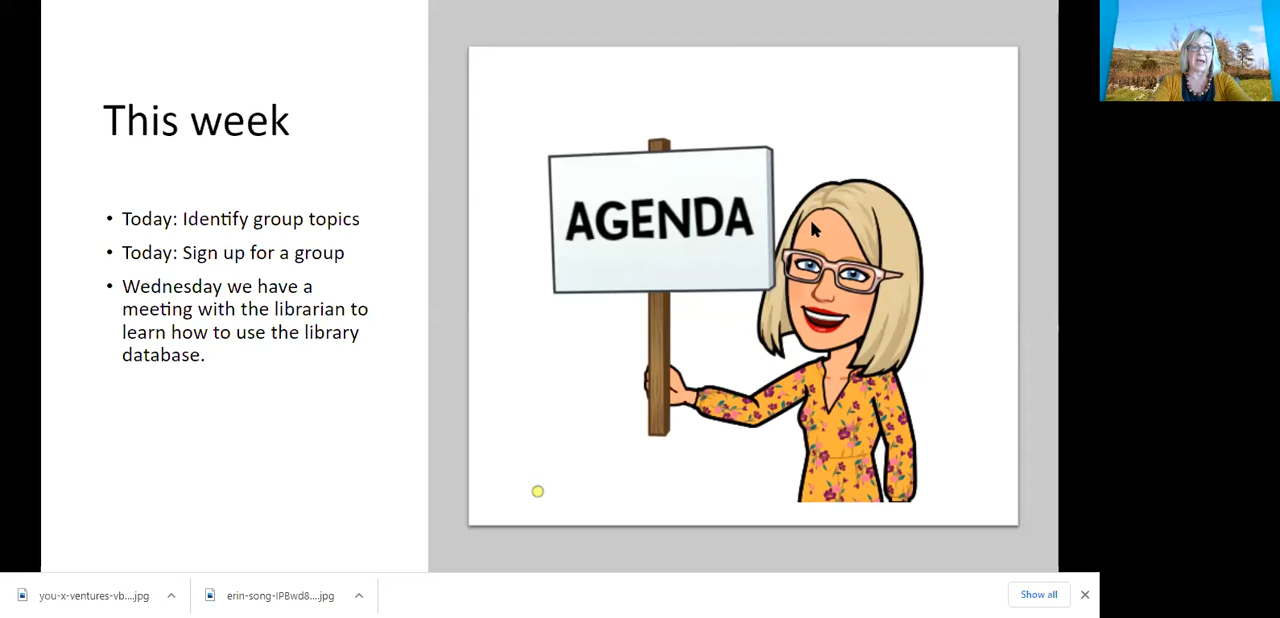 This week
• Today: Identify group topics
• Today: Sign up for a group
• Wednesday we have a
meeting with the librarian to
learn how to use the library
database.
AGENDA
you-x-ventures-vb....jpg
erin-song-IPBwd8....jpg
Show all